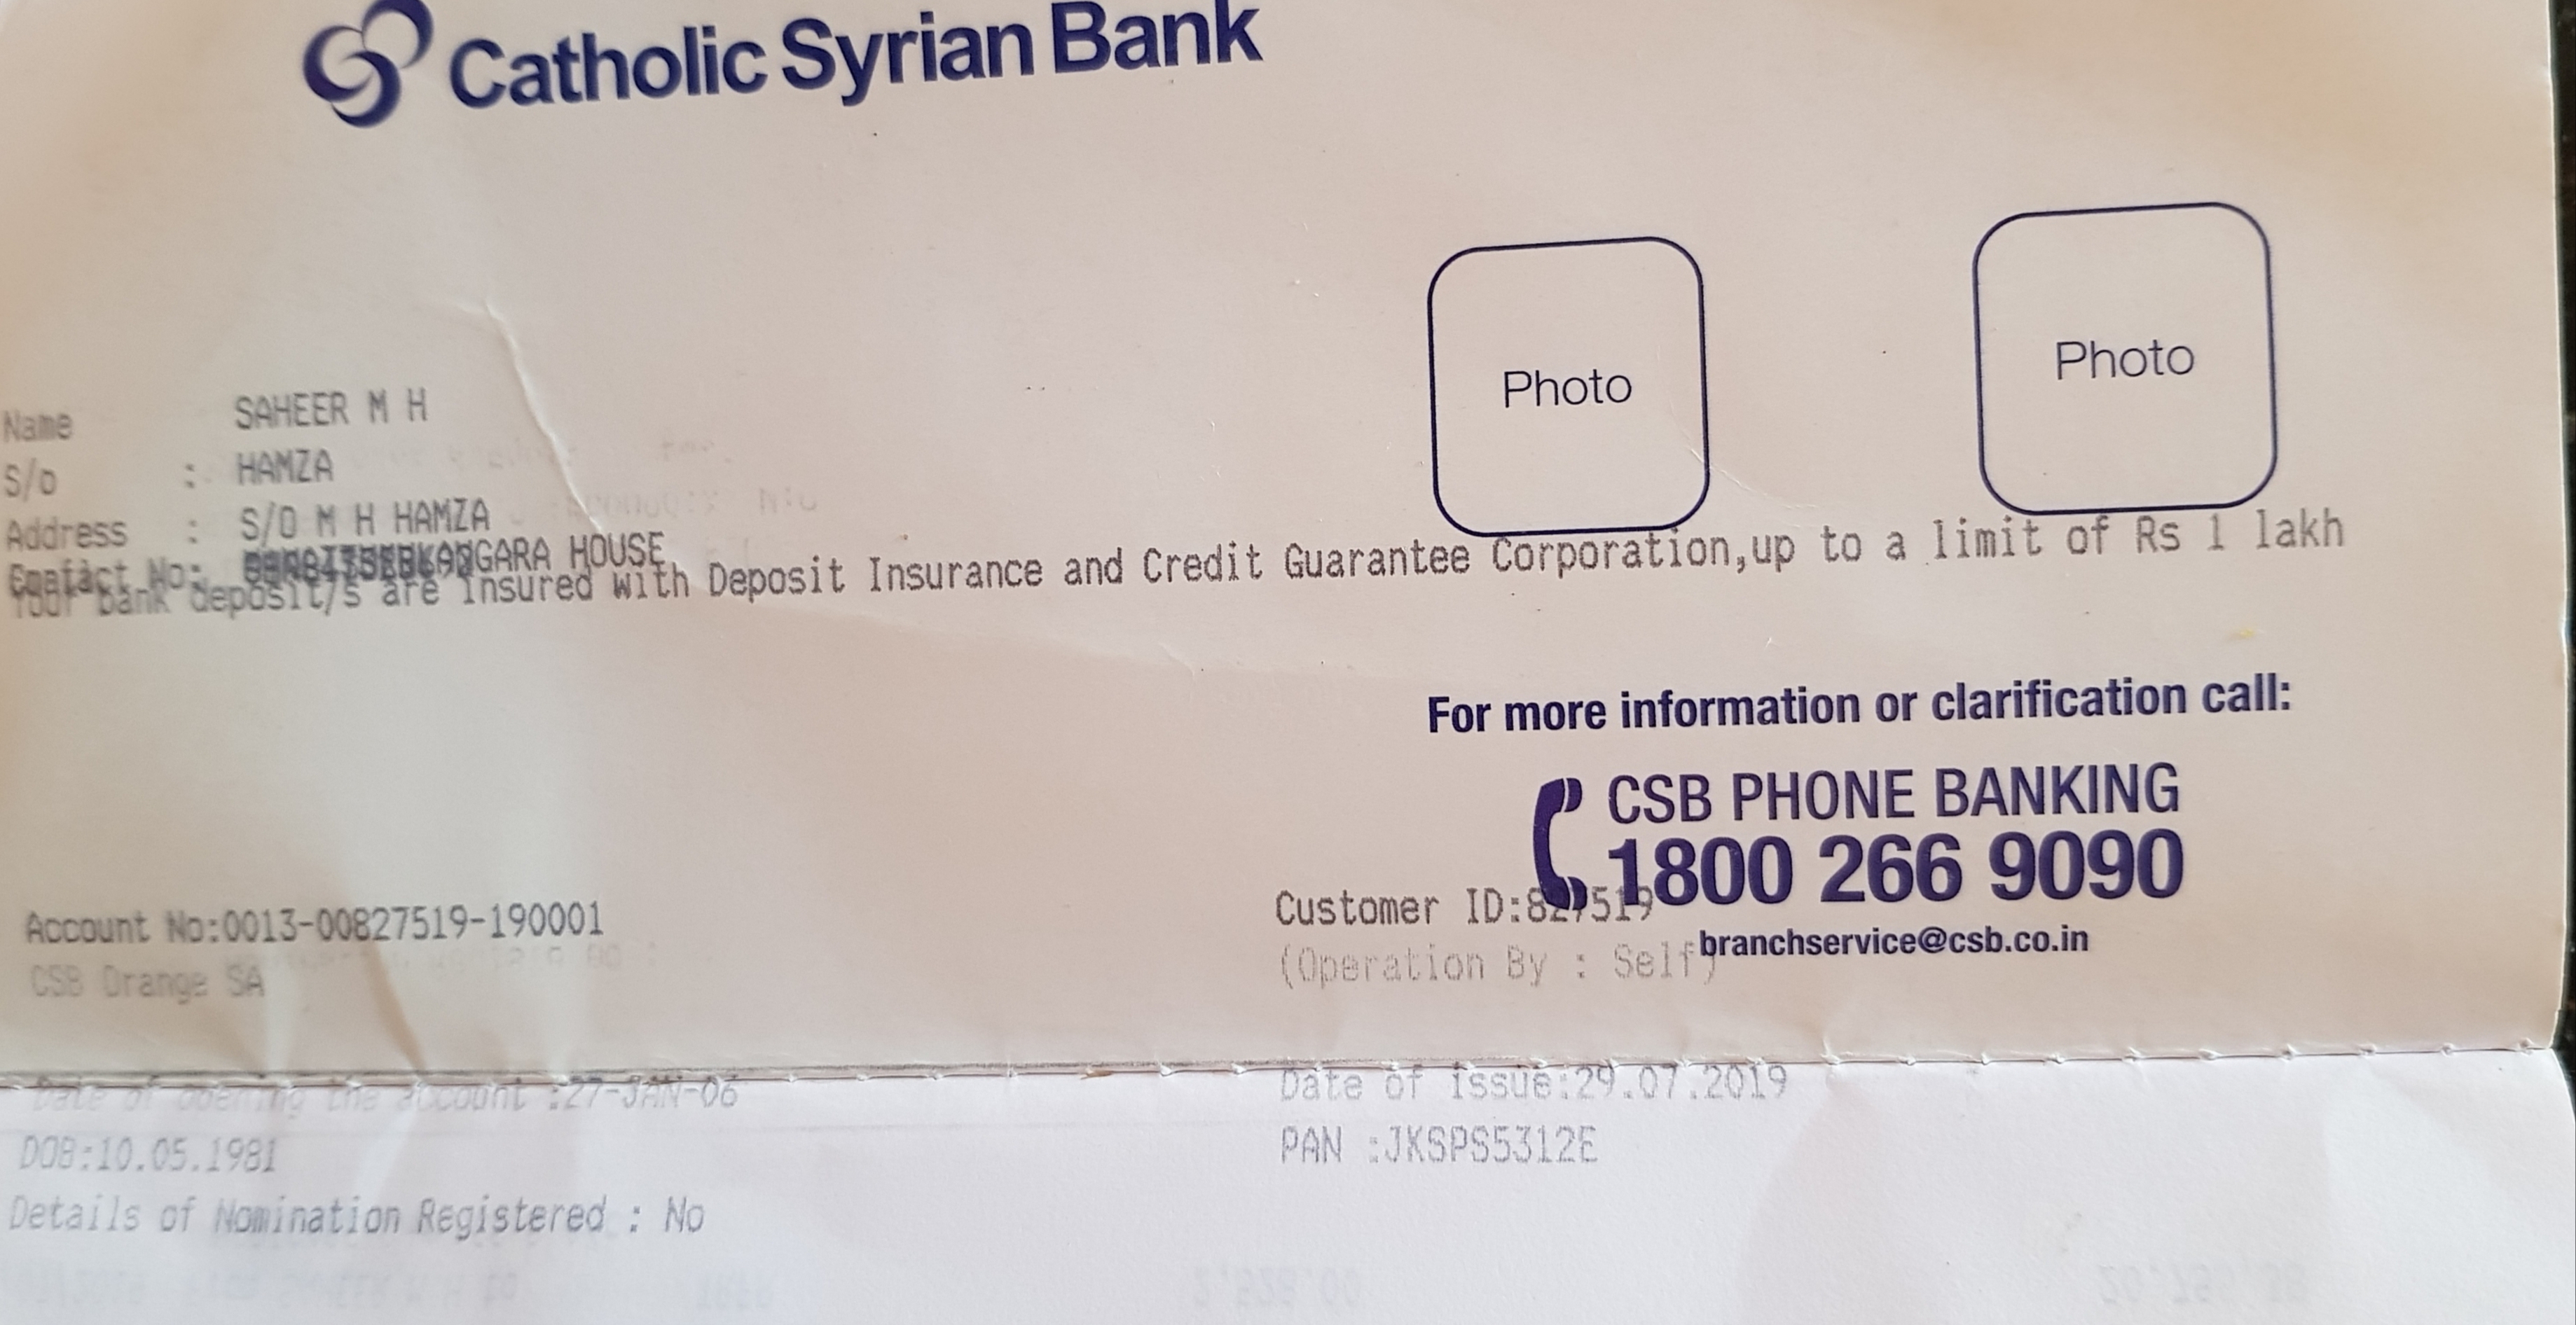 Catholic Syrian Bank
Photo
Photo
Name SAHEER M H
S/o : HAMZA
Address : S/O M H HAMZA
Contact No: GARA HOUSE
Your bank deposit/s are insured with Deposit Insurance and Credit Guarantee Corporation,up to a limit of Rs 1 lakh
For more information or clarification call:
CSB PHONE BANKING
1800 266 9090
branchservice@csb.co.in
Account No:0013-00827519-190001
Customer ID:827519
CSB Orange SA
(Operation By : Self)
Date of opening the account :27-JAN-06
Date of issue:29.07.2019
DOB:10.05.1981
PAN :JKSPS5312E
Details of Nomination Registered : No